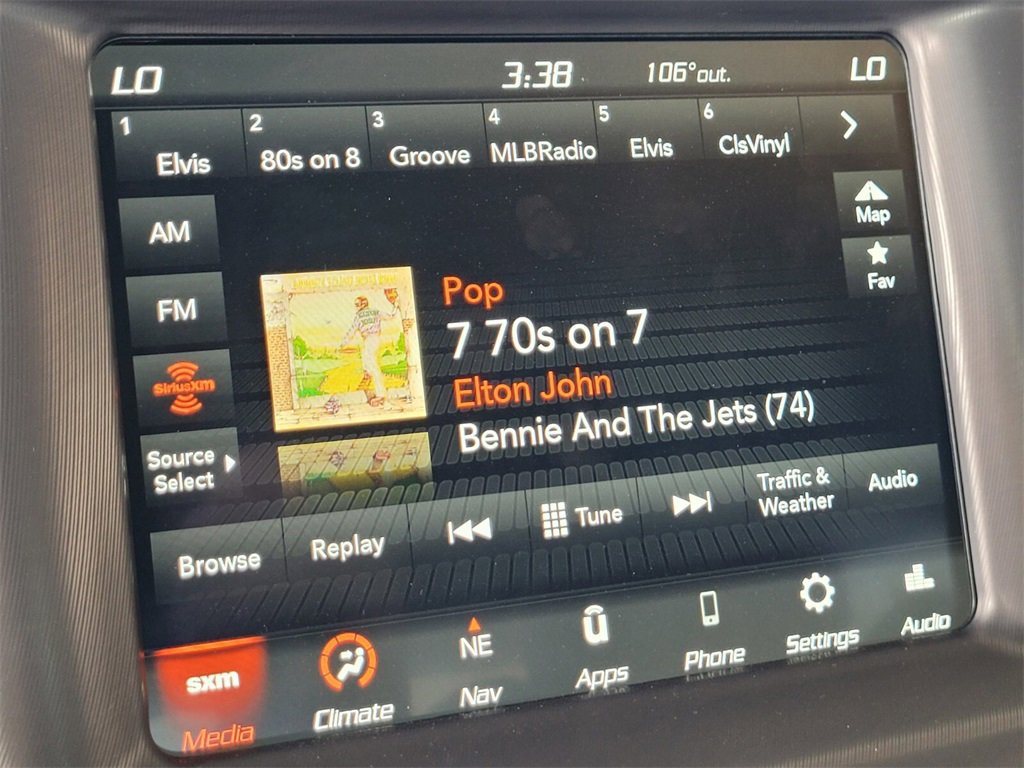 LO 3:38 106° out. LO
1 2 3 4 5 6
Elvis 80s on 8 Groove MLBRadio Elvis ClsVinyl
AM
Map
FM
Fav
Pop
7 70s on 7
SiriusXM
Elton John
Bennie And The Jets (74)
Source
Select
Browse Replay Tune Traffic &
Weather Audio
sxm
Media
Climate
NE
Nav
Apps
Phone
Settings
Audio